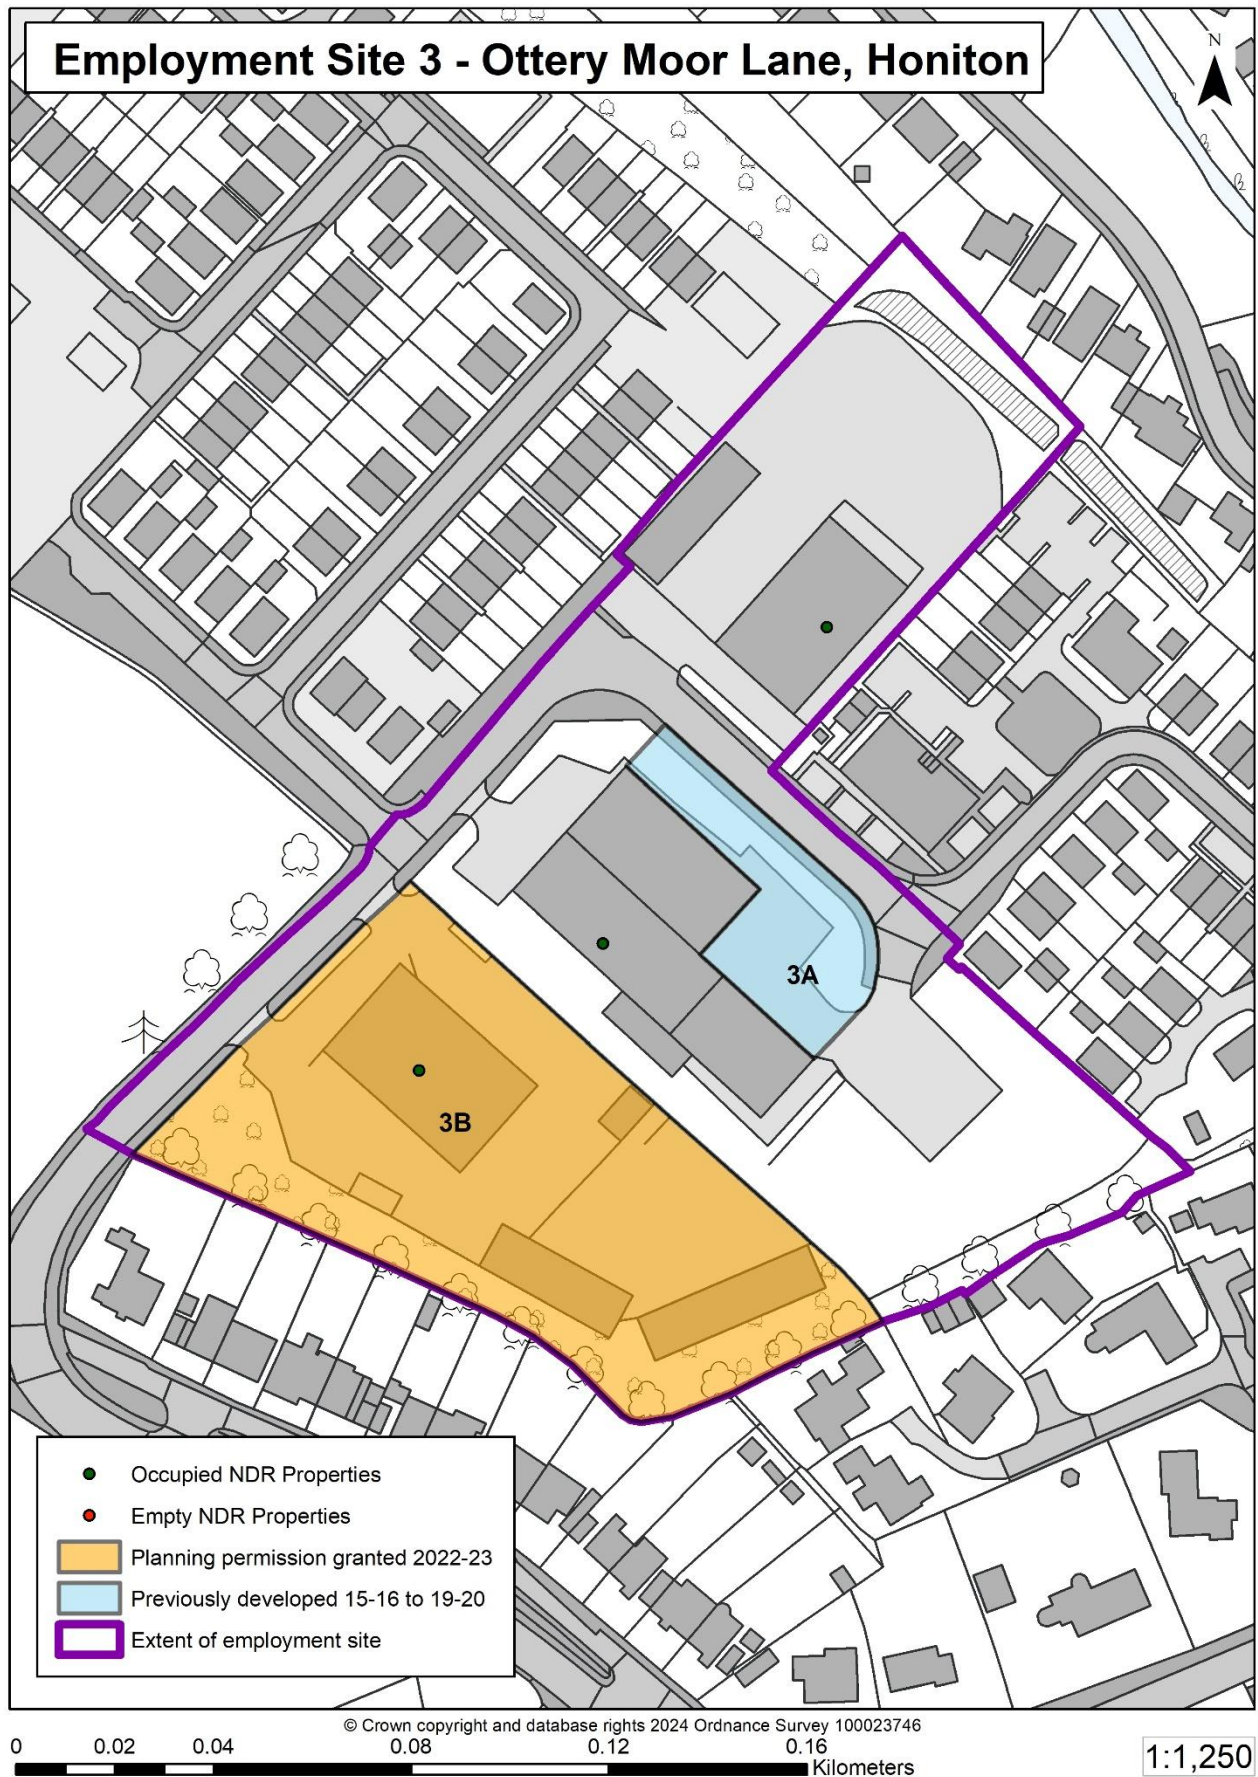 Employment Site 3 - Ottery Moor Lane, Honiton
N
3A
3B
Occupied NDR Properties
Empty NDR Properties
Planning permission granted 2022-23
Previously developed 15-16 to 19-20
Extent of employment site
© Crown copyright and database rights 2024 Ordnance Survey 100023746
0 0.02 0.04 0.08 0.12 0.16
Kilometers
1:1,250